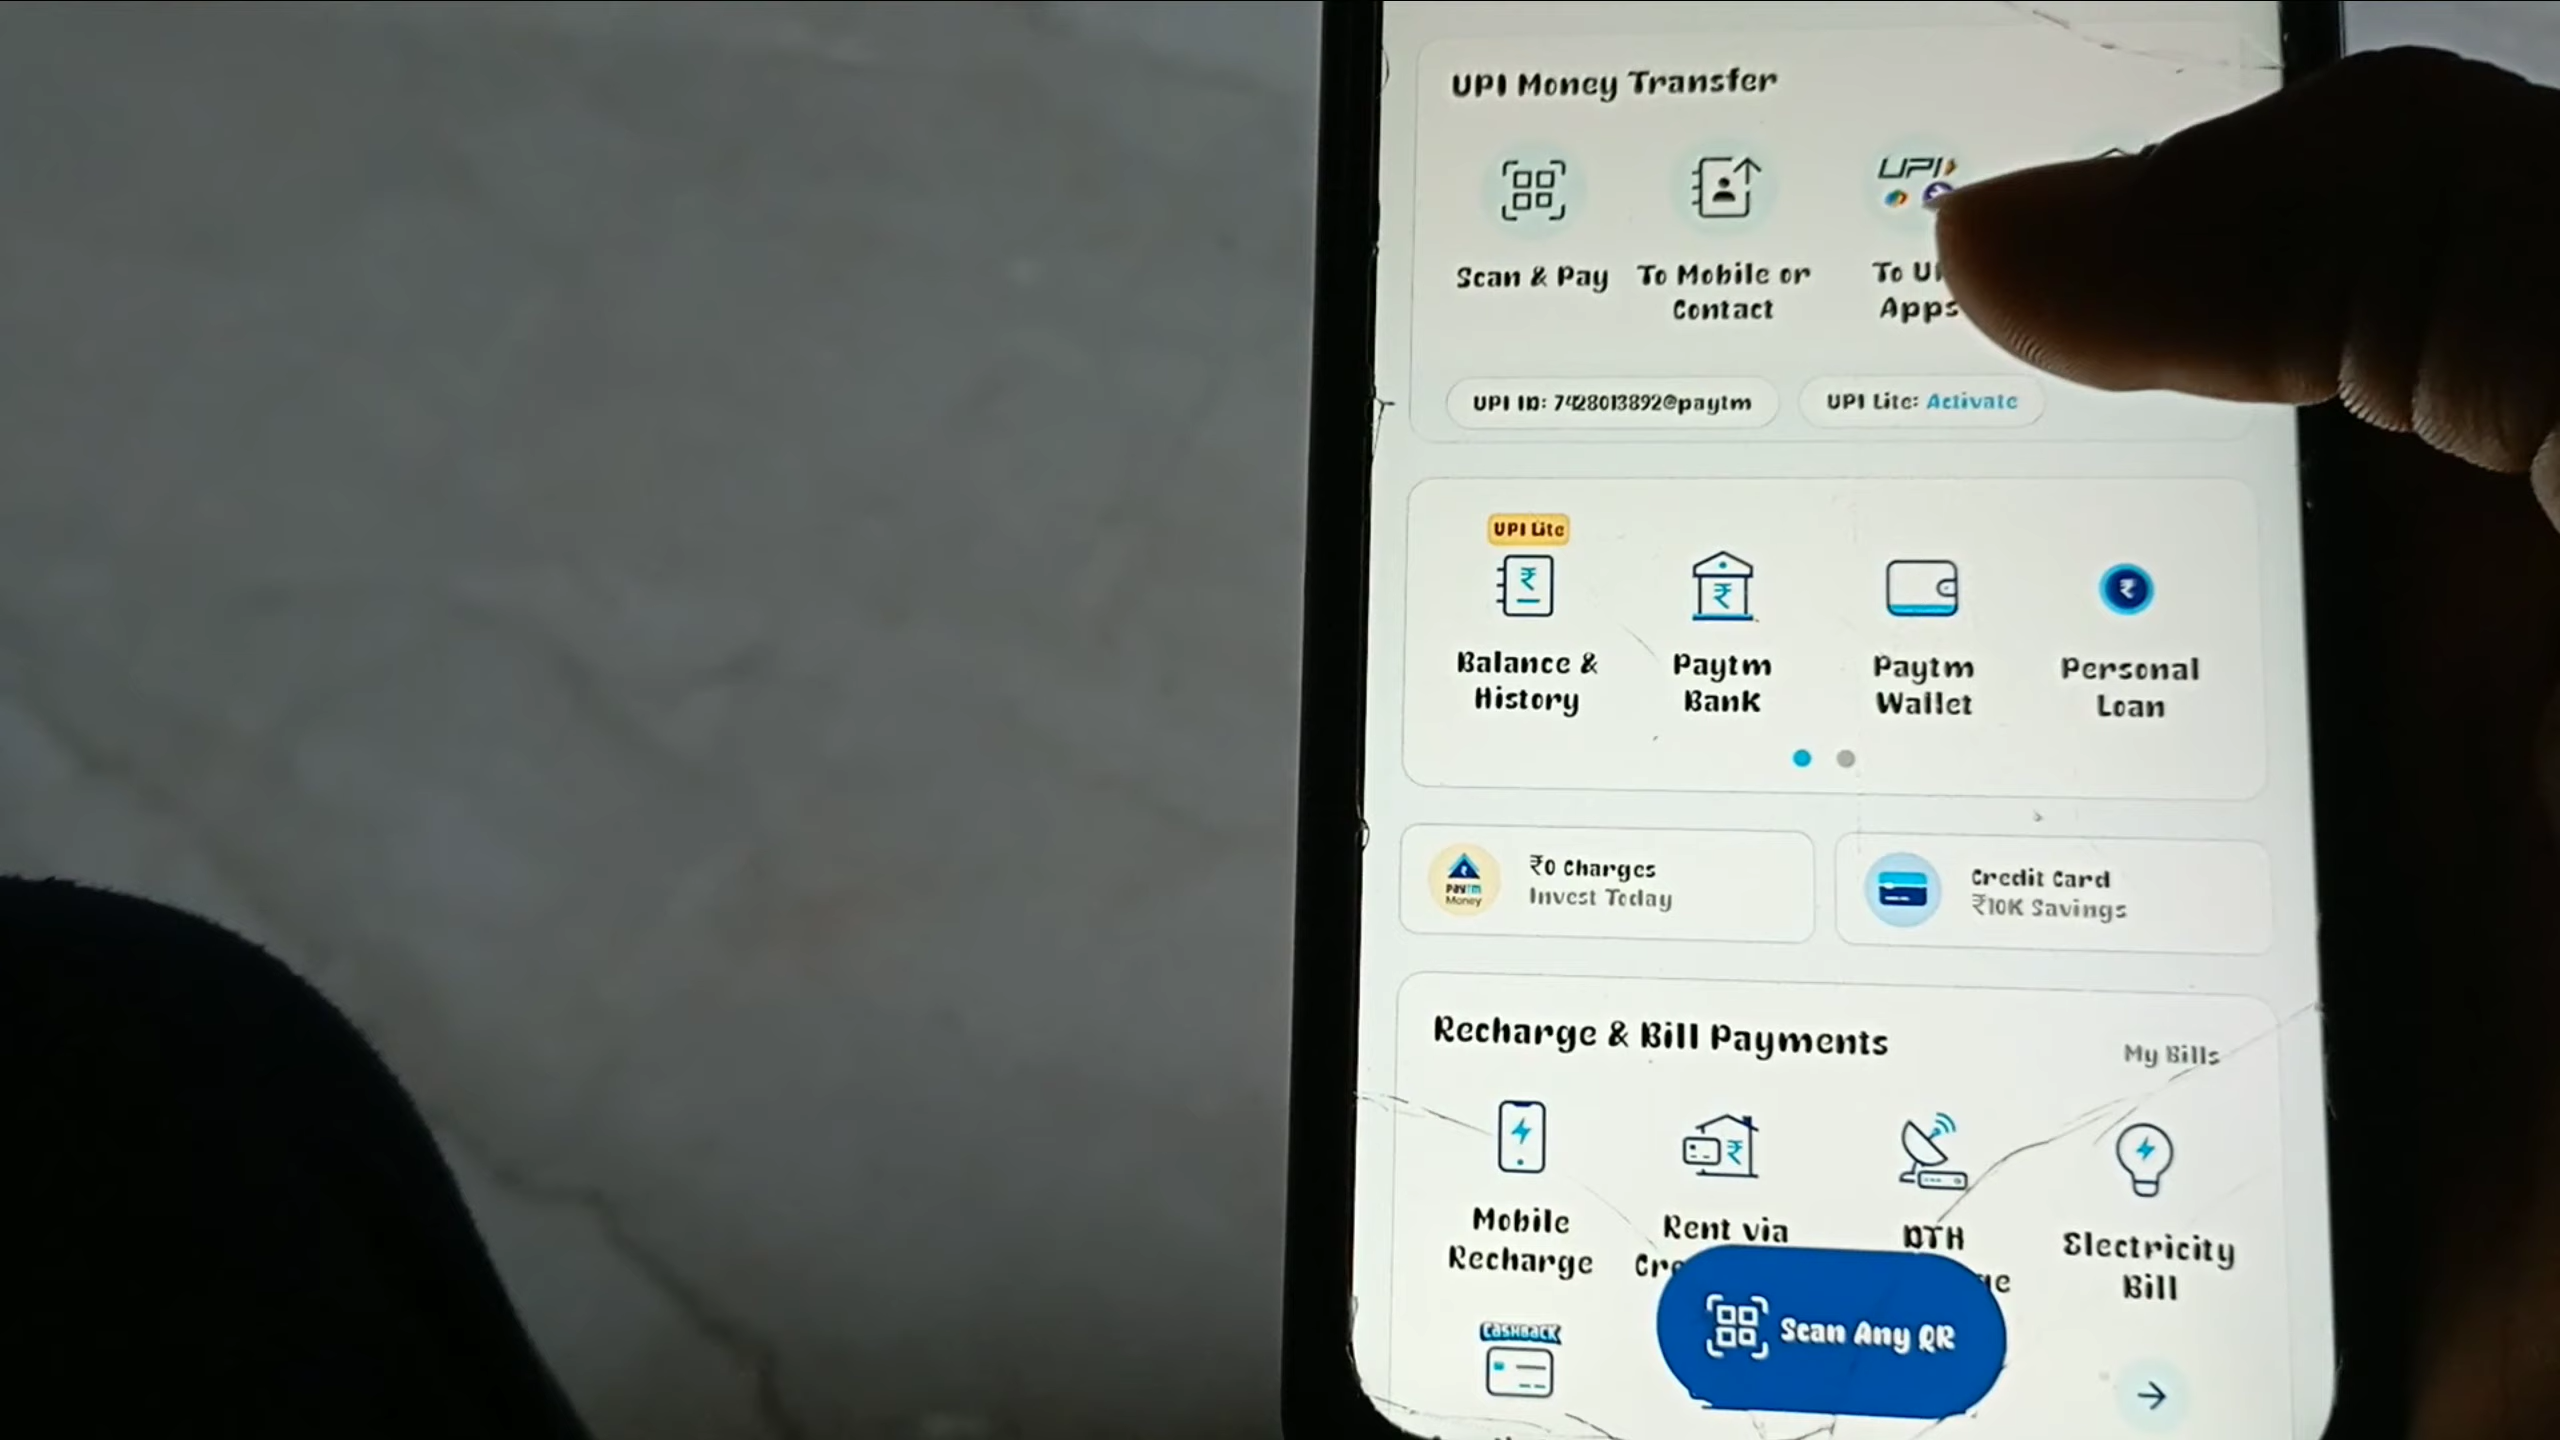 UPI Money Transfer
UPI
Scan & Pay
To Mobile or
Contact
To
Apps
UPI ID: 7428013892@paytm
UPI Lite: Activate
UPI Lite
Balance &
History
Paytm
Bank
Paytm
Wallet
Personal
Loan
paytm
Money
₹0 Charges
Invest Today
Credit Card
₹10K Savings
Recharge & Bill Payments
My Bills
Mobile
Recharge
Rent via
DTH
Electricity
Bill
CASHBACK
Scan Any QR